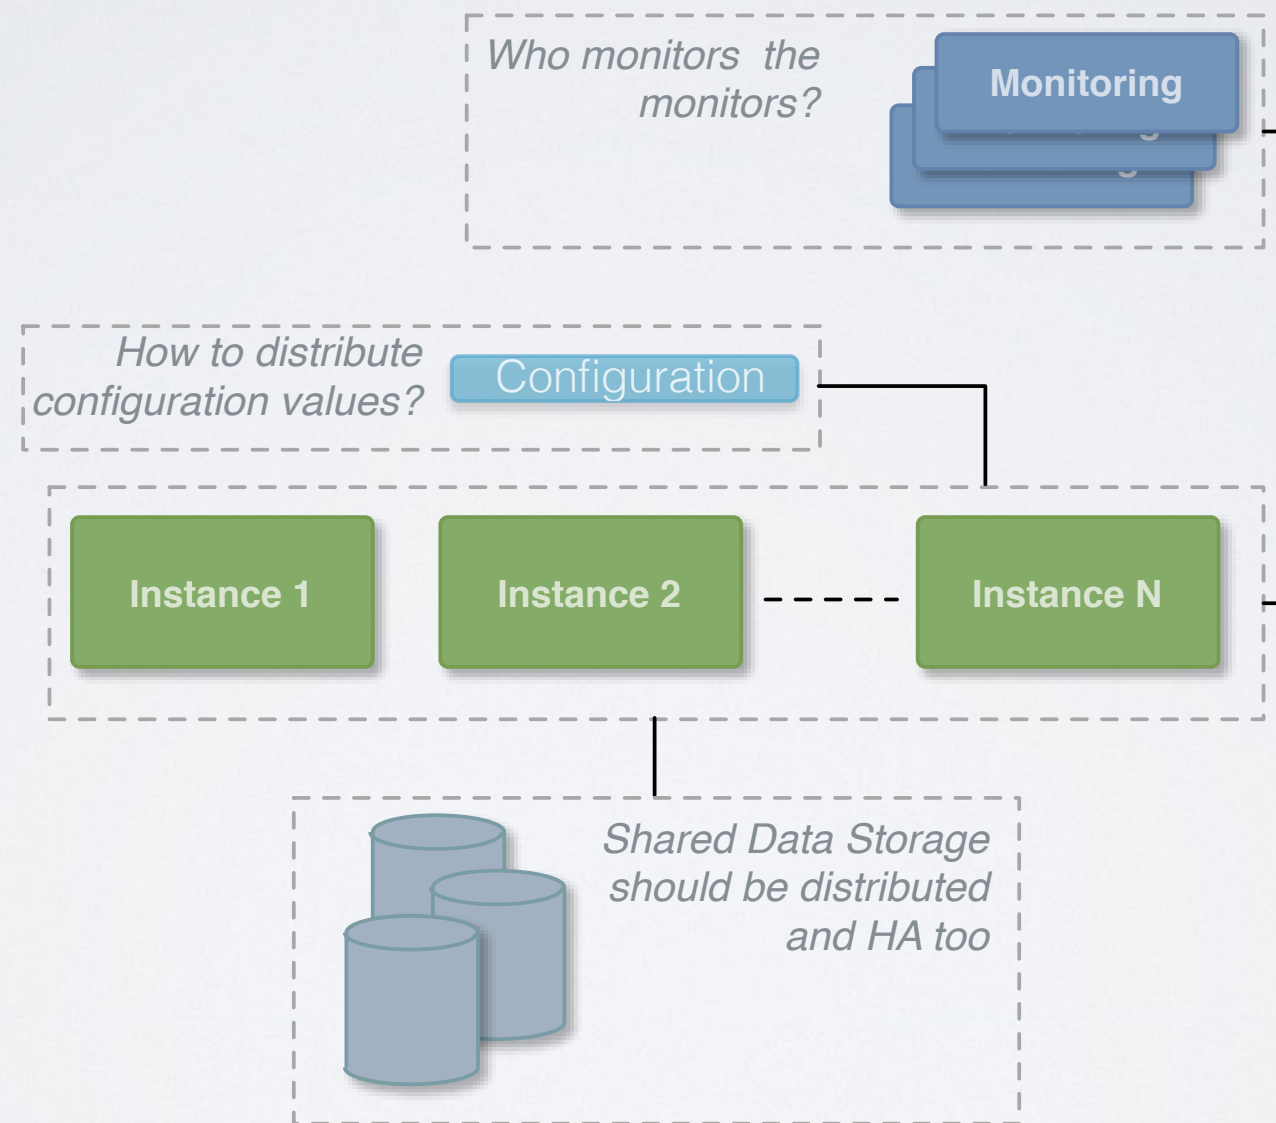 Who monitors the
monitors?
Monitoring
How to distribute
configuration values?
Configuration
Instance 1
Instance 2
Instance N
Shared Data Storage
should be distributed
and HA too